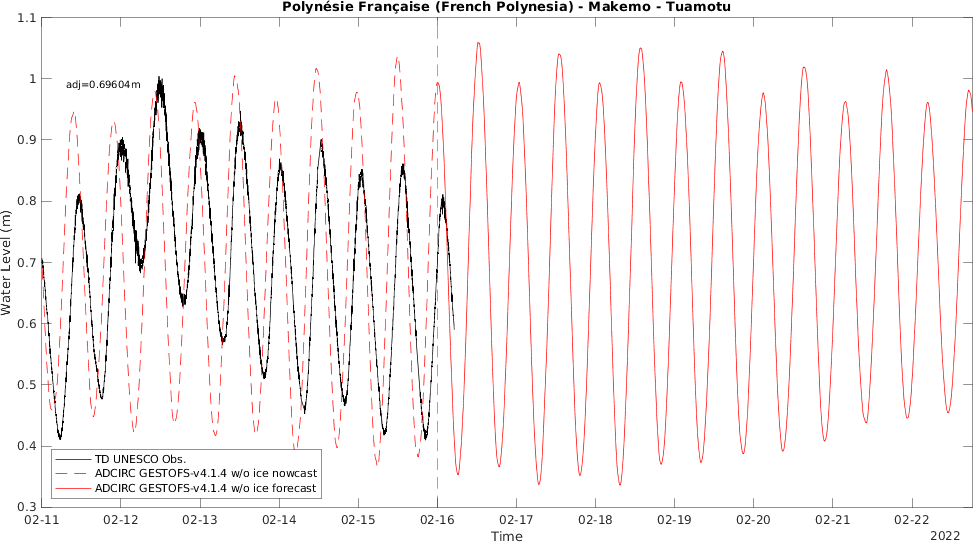 Polynésie Française (French Polynesia) - Makemo - Tuamotu
1.1
1
0.9
0.8
0.7
0.6
0.5
0.4
0.3
Water Level (m)
adj=0.69604m
TD UNESCO Obs.
ADCIRC GESTOFS-v4.1.4 w/o ice nowcast
ADCIRC GESTOFS-v4.1.4 w/o ice forecast
02-11 02-12 02-13 02-14 02-15 02-16 02-17 02-18 02-19 02-20 02-21 02-22
Time
2022